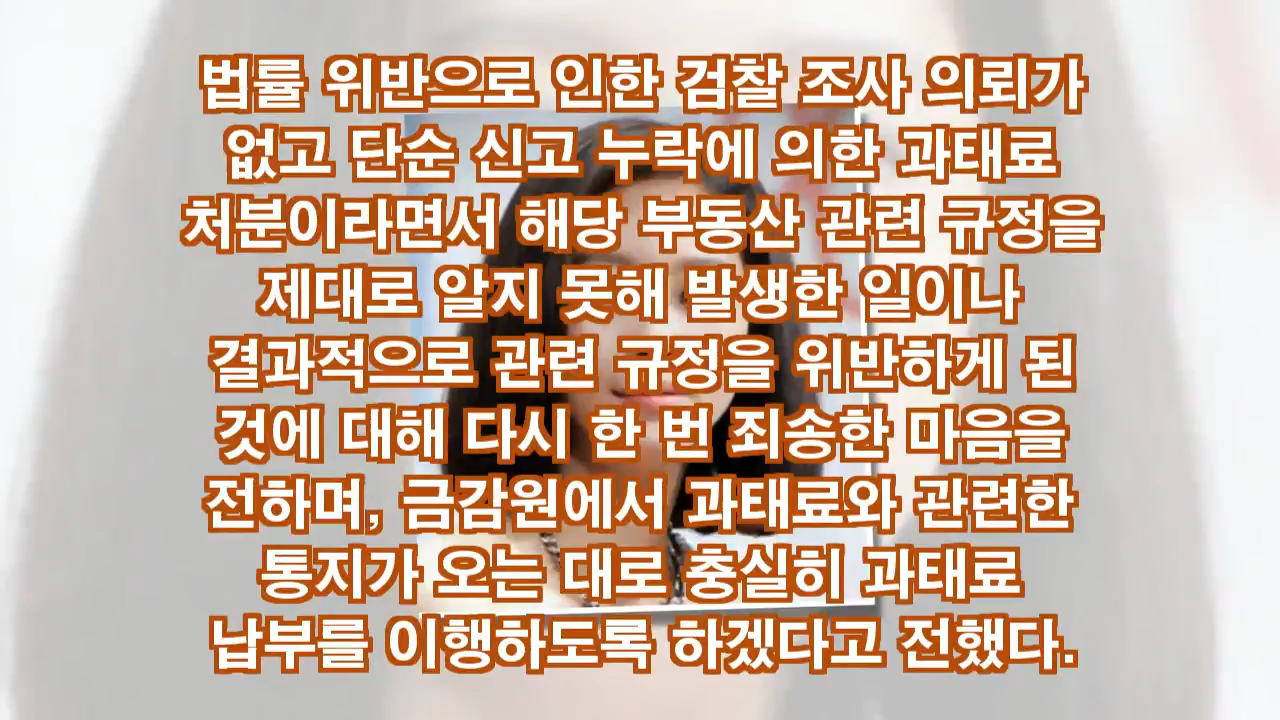 법률 위반으로 인한 검찰 조사 의뢰가
없고 단순 신고 누락에 의한 과태료
처분이라면서 해당 부동산 관련 규정을
제대로 알지 못해 발생한 일이나
결과적으로 관련 규정을 위반하게 된
것에 대해 다시 한 번 죄송한 마음을
전하며, 금감원에서 과태료와 관련한
통지가 오는 대로 충실히 과태료
납부를 이행하도록 하겠다고 전했다.